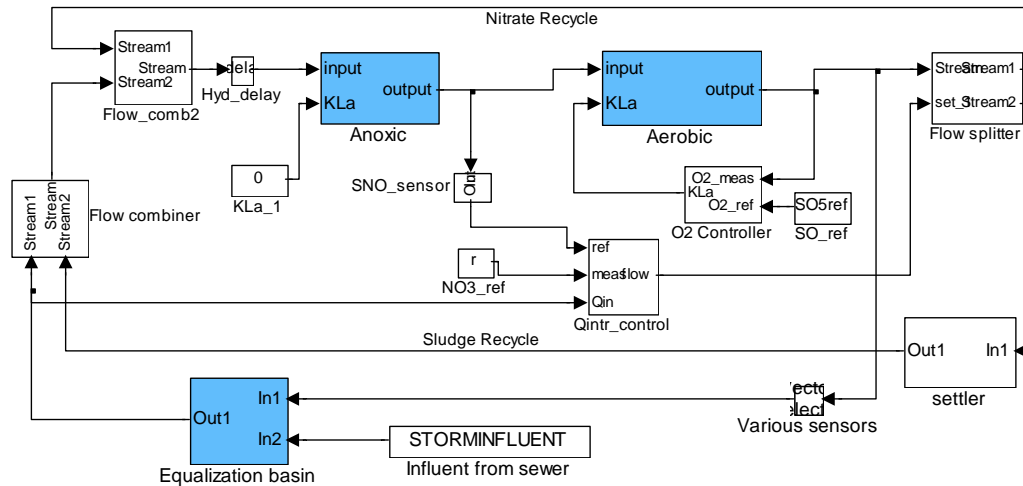 Nitrate Recycle
Stream1
Stream
Stream2
Flow_comb2
dela
Hyd_delay
input
output
KLa
Anoxic
input
output
KLa
Aerobic
Stream1
Stream2
Flow splitter
0
KLa_1
SNO_sensor
O2_meas
KLa
O2_ref
O2 Controller
SO5ref
SO_ref
Stream
Stream1
Stream2
Flow combiner
r
NO3_ref
ref
meas
flow
Qin
Qintr_control
Sludge Recycle
Out1
In1
settler
Out1
In1
In2
Equalization basin
STORMINFLUENT
Influent from sewer
Various sensors